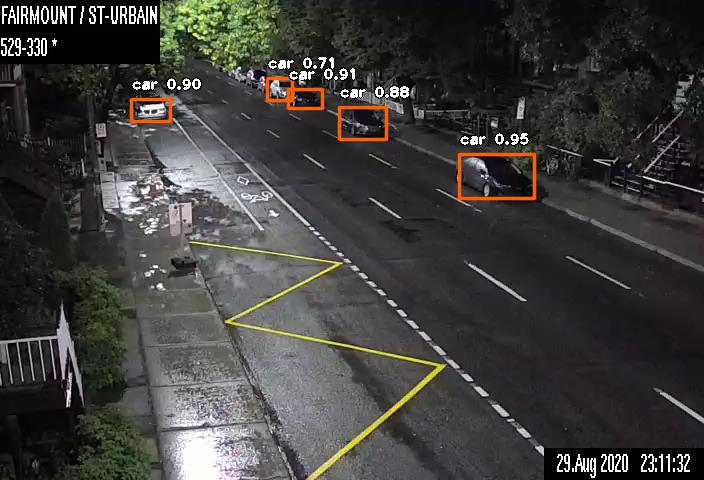 FAIRMOUNT / ST-URBAIN
529-330 *
car 0.71
car 0.91
car 0.90
car 0.88
car 0.95
29.Aug 2020 23:11:32